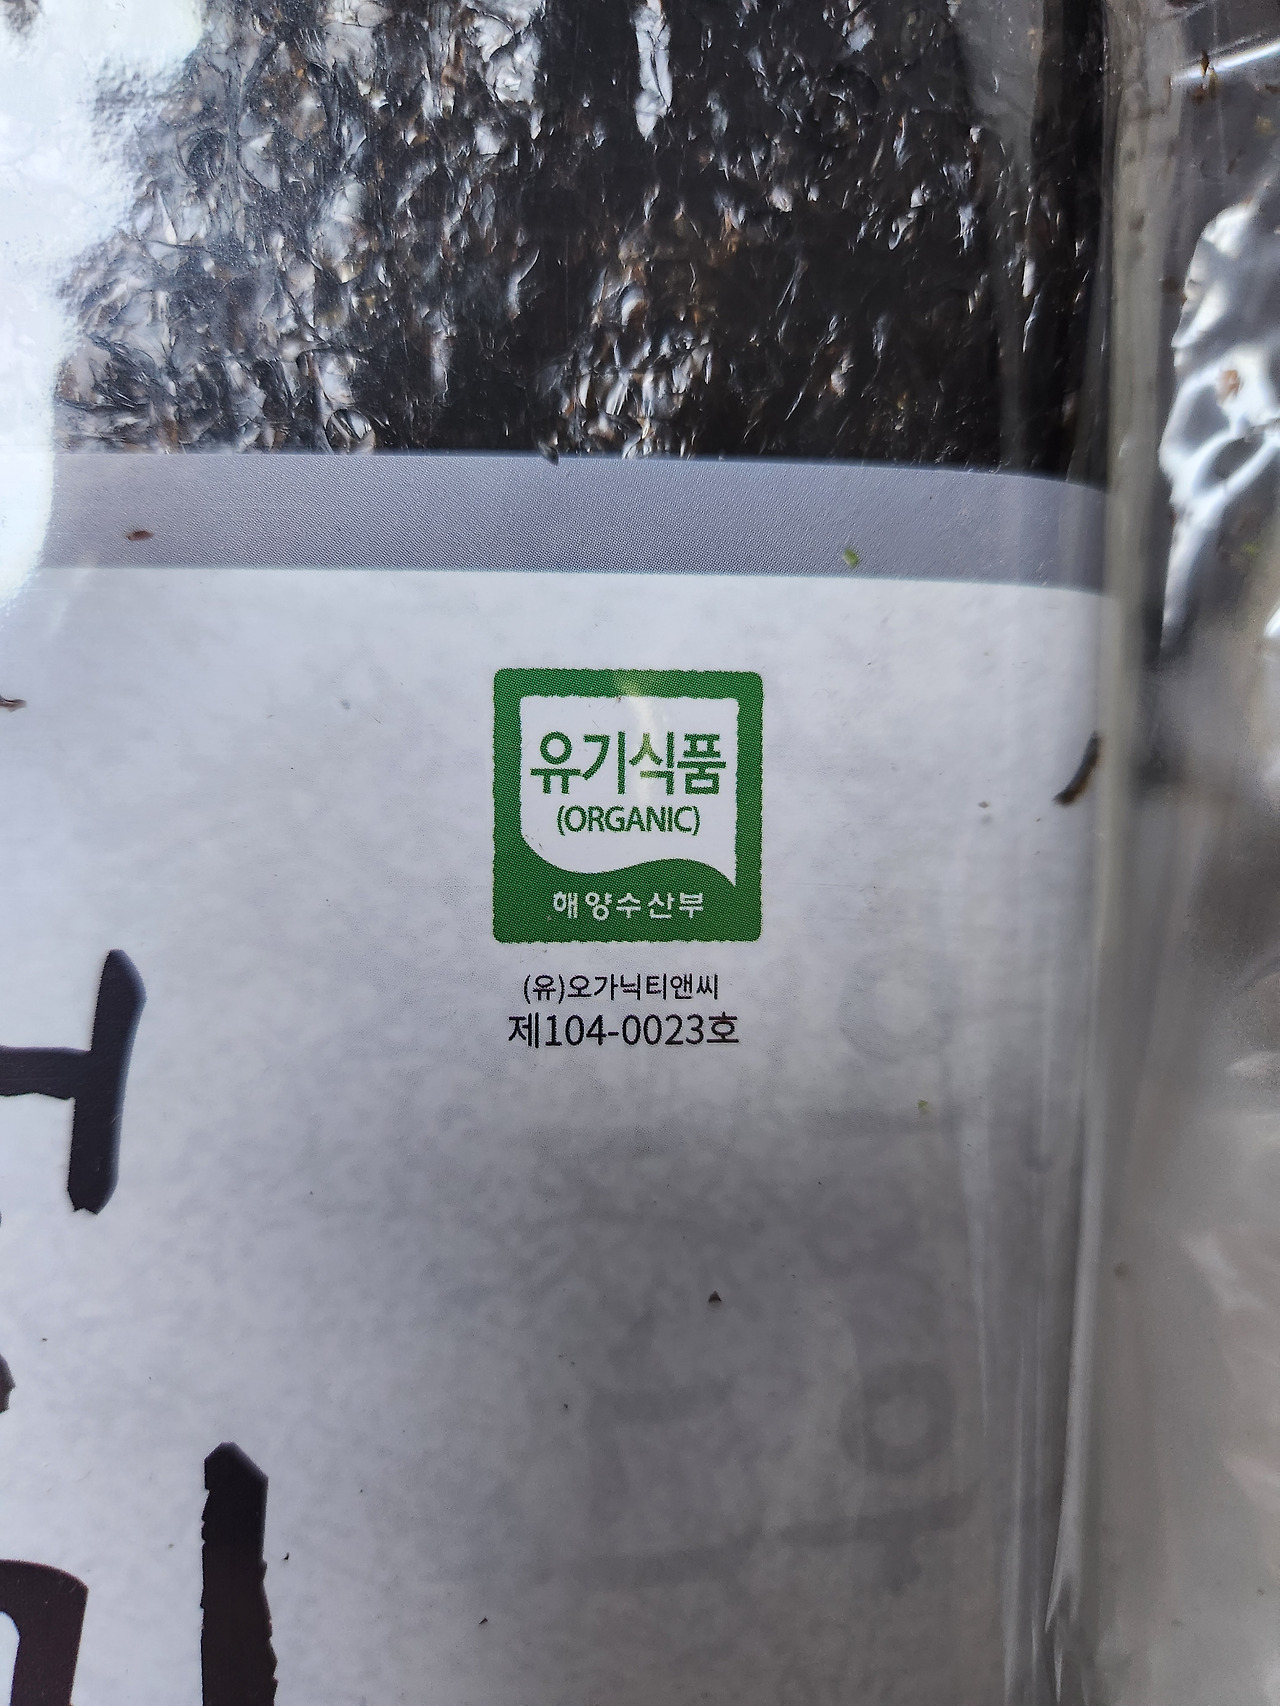 유기식품
(ORGANIC)
해양수산부
(유)오가닉티앤씨
제104-0023호